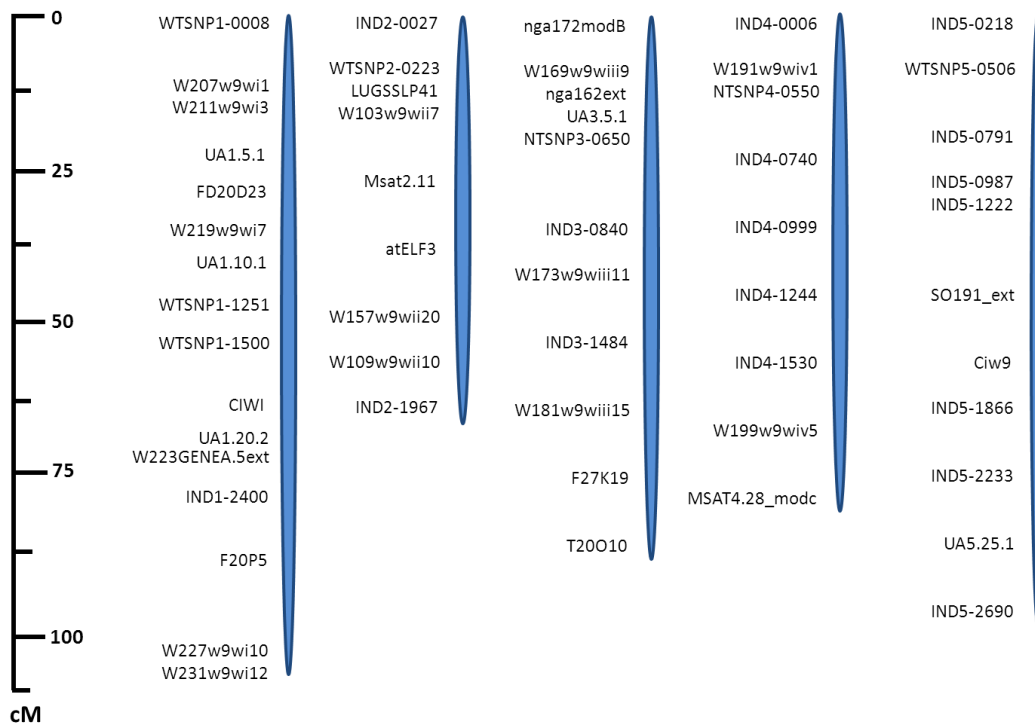 0
25
50
75
100
cM
WTSNP1-0008
W207w9wi1
W211w9wi3
UA1.5.1
FD20D23
W219w9wi7
UA1.10.1
WTSNP1-1251
WTSNP1-1500
CIWI
UA1.20.2
W223GENEA.5ext
IND1-2400
F20P5
W227w9wi10
W231w9wi12
IND2-0027
WTSNP2-0223
LUGSSLP41
W103w9wii7
Msat2.11
atELF3
W157w9wii20
W109w9wii10
IND2-1967
nga172modB
W169w9wiii9
nga162ext
UA3.5.1
NTSNP3-0650
IND3-0840
W173w9wiii11
IND3-1484
W181w9wiii15
F27K19
T20O10
IND4-0006
W191w9wiv1
NTSNP4-0550
IND4-0740
IND4-0999
IND4-1244
IND4-1530
W199w9wiv5
MSAT4.28_modc
IND5-0218
WTSNP5-0506
IND5-0791
IND5-0987
IND5-1222
SO191_ext
Ciw9
IND5-1866
IND5-2233
UA5.25.1
IND5-2690